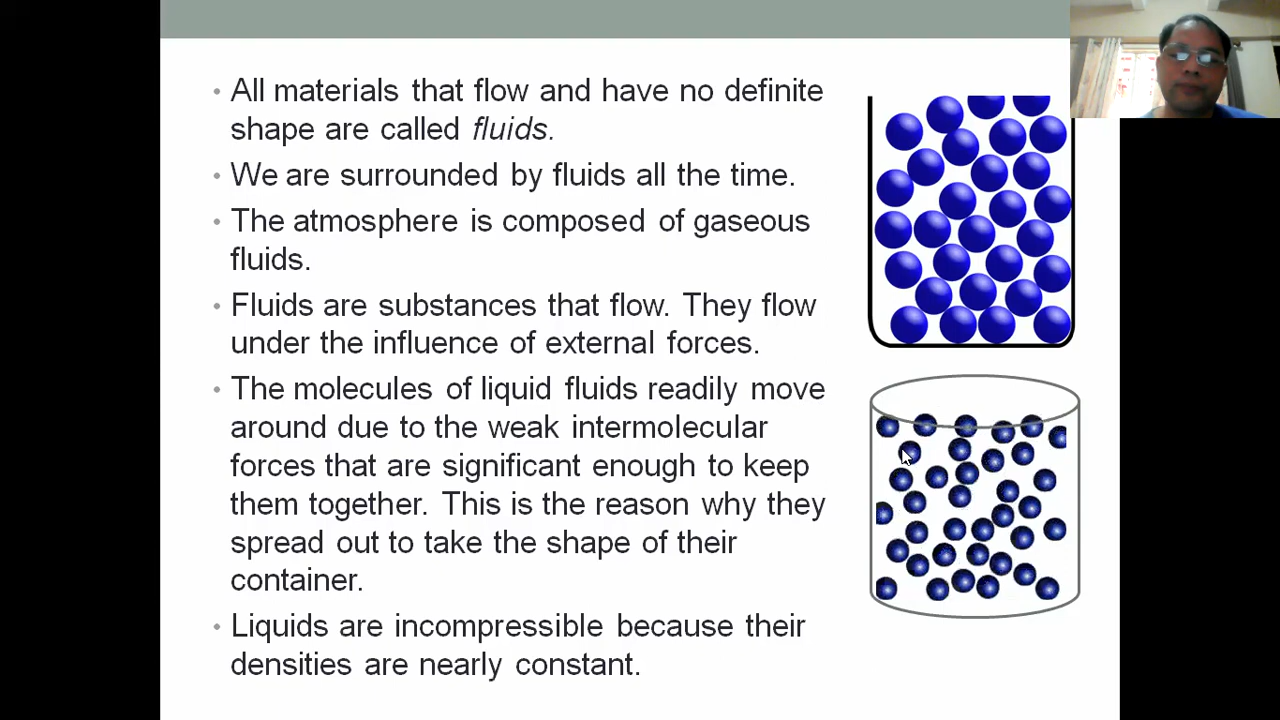 All materials that flow and have no definite
shape are called fluids.
We are surrounded by fluids all the time.
The atmosphere is composed of gaseous
fluids.
Fluids are substances that flow. They flow
under the influence of external forces.
The molecules of liquid fluids readily move
around due to the weak intermolecular
forces that are significant enough to keep
them together. This is the reason why they
spread out to take the shape of their
container.
Liquids are incompressible because their
densities are nearly constant.